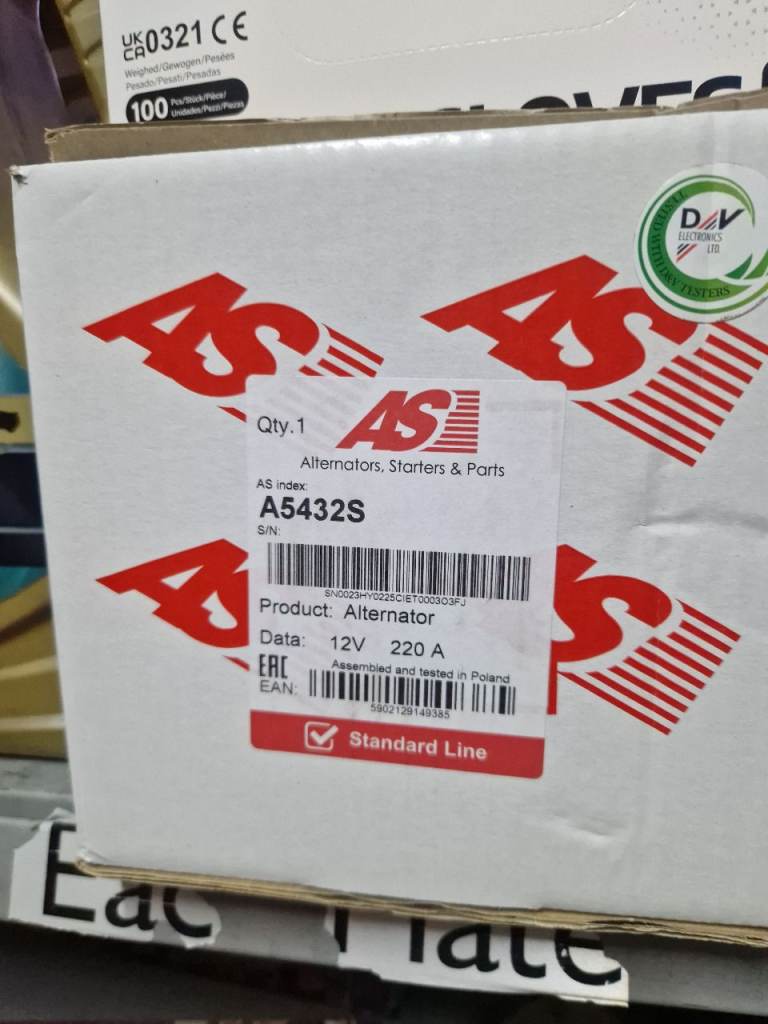 UK
CA 0321 CE
Weighed/Gewogen/Pesées
Pesado/Pesati/Pesadas
100 Pcs/Stück/Pièce/
Unidades/Pezzi/Piezas
D/V
ELECTRONICS
LTD.
TESTERS
AS
AS
Qty.1
AS
Alternators, Starters & Parts
AS index:
A5432S
S/N:
SN0023HY0225CIET0003O3FJ
Product: Alternator
Data: 12V 220 A
Assembled and tested in Poland
EAC
EAN:
5902129149385
Standard Line
AS